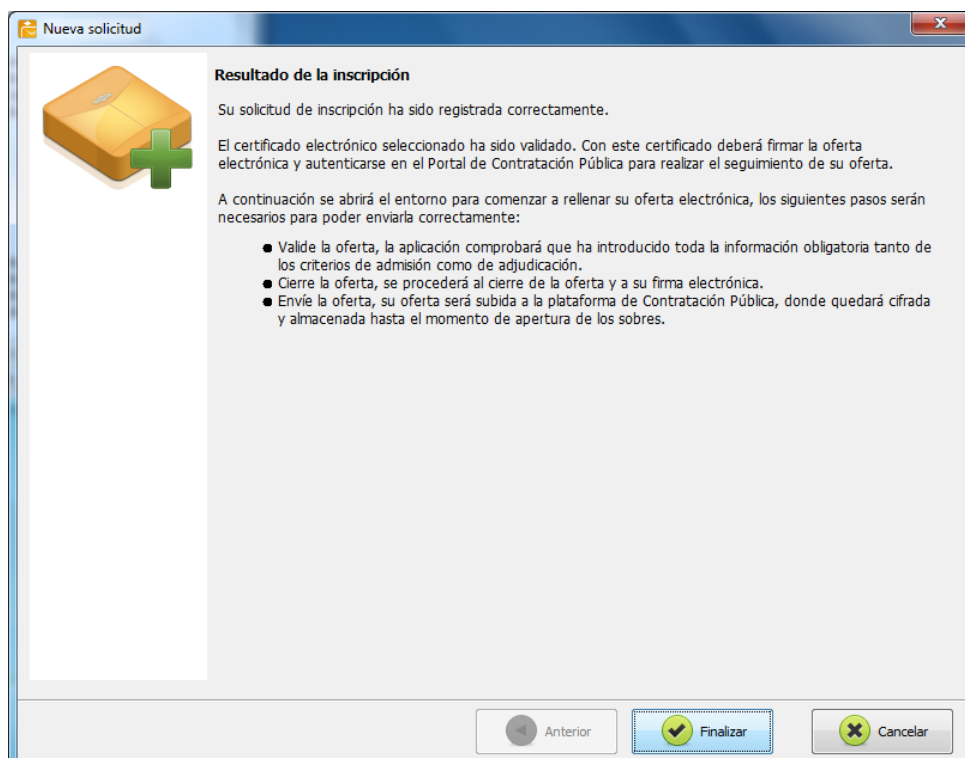 Nueva solicitud
Resultado de la inscripción
Su solicitud de inscripción ha sido registrada correctamente.
El certificado electrónico seleccionado ha sido validado. Con este certificado deberá firmar la oferta
electrónica y autenticarse en el Portal de Contratación Pública para realizar el seguimiento de su oferta.
A continuación se abrirá el entorno para comenzar a rellenar su oferta electrónica, los siguientes pasos serán
necesarios para poder enviarla correctamente:
● Valide la oferta, la aplicación comprobará que ha introducido toda la información obligatoria tanto de
los criterios de admisión como de adjudicación.
● Cierre la oferta, se procederá al cierre de la oferta y a su firma electrónica.
● Envíe la oferta, su oferta será subida a la plataforma de Contratación Pública, donde quedará cifrada
y almacenada hasta el momento de apertura de los sobres.
Anterior
Finalizar
Cancelar